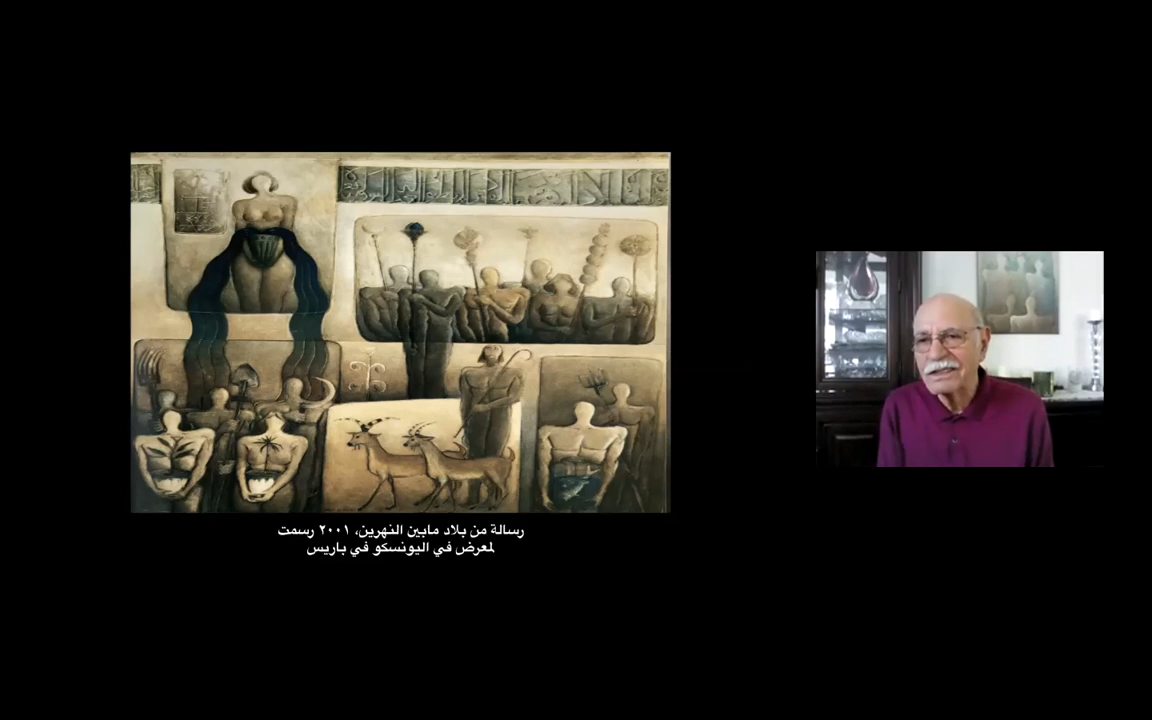 رسالة من بلاد مابين النهرين، ٢٠٠١ رسمت
لمعرض في اليونسكو في باريس